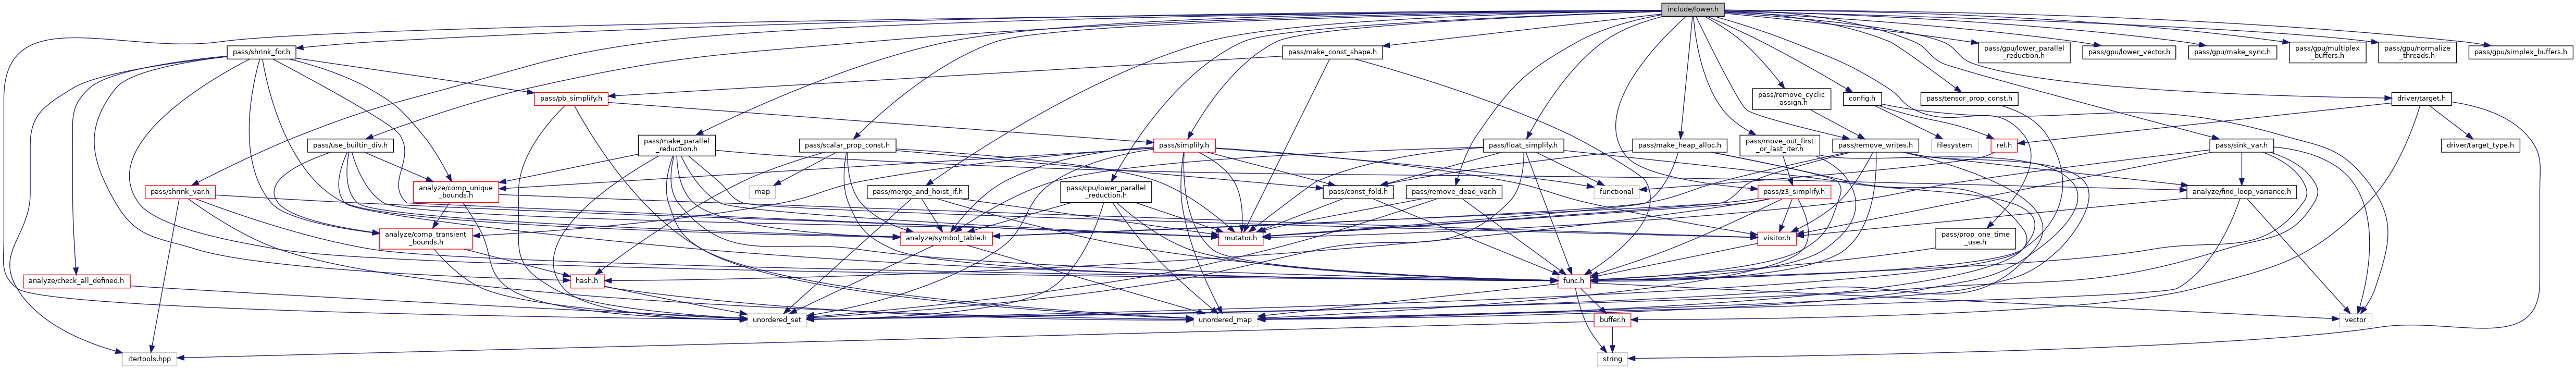 include/lower.h
pass/shrink_for.h
pass/make_const_shape.h
pass/gpu/lower_parallel
_reduction.h
pass/gpu/lower_vector.h
pass/gpu/make_sync.h
pass/gpu/multiplex
_buffers.h
pass/gpu/normalize
_threads.h
pass/gpu/simplex_buffers.h
pass/pb_simplify.h
pass/remove_cyclic
_assign.h
config.h
pass/tensor_prop_const.h
driver/target.h
pass/use_builtin_div.h
pass/make_parallel
_reduction.h
pass/scalar_prop_const.h
pass/simplify.h
pass/float_simplify.h
pass/make_heap_alloc.h
pass/move_out_first
_or_last_iter.h
pass/remove_writes.h
filesystem
ref.h
pass/sink_var.h
driver/target_type.h
pass/shrink_var.h
analyze/comp_unique
_bounds.h
map
pass/merge_and_hoist_if.h
pass/cpu/lower_parallel
_reduction.h
pass/const_fold.h
pass/remove_dead_var.h
functional
pass/z3_simplify.h
analyze/find_loop_variance.h
analyze/comp_transient
_bounds.h
analyze/symbol_table.h
mutator.h
visitor.h
pass/prop_one_time
_use.h
analyze/check_all_defined.h
hash.h
func.h
unordered_set
unordered_map
buffer.h
vector
itertools.hpp
string